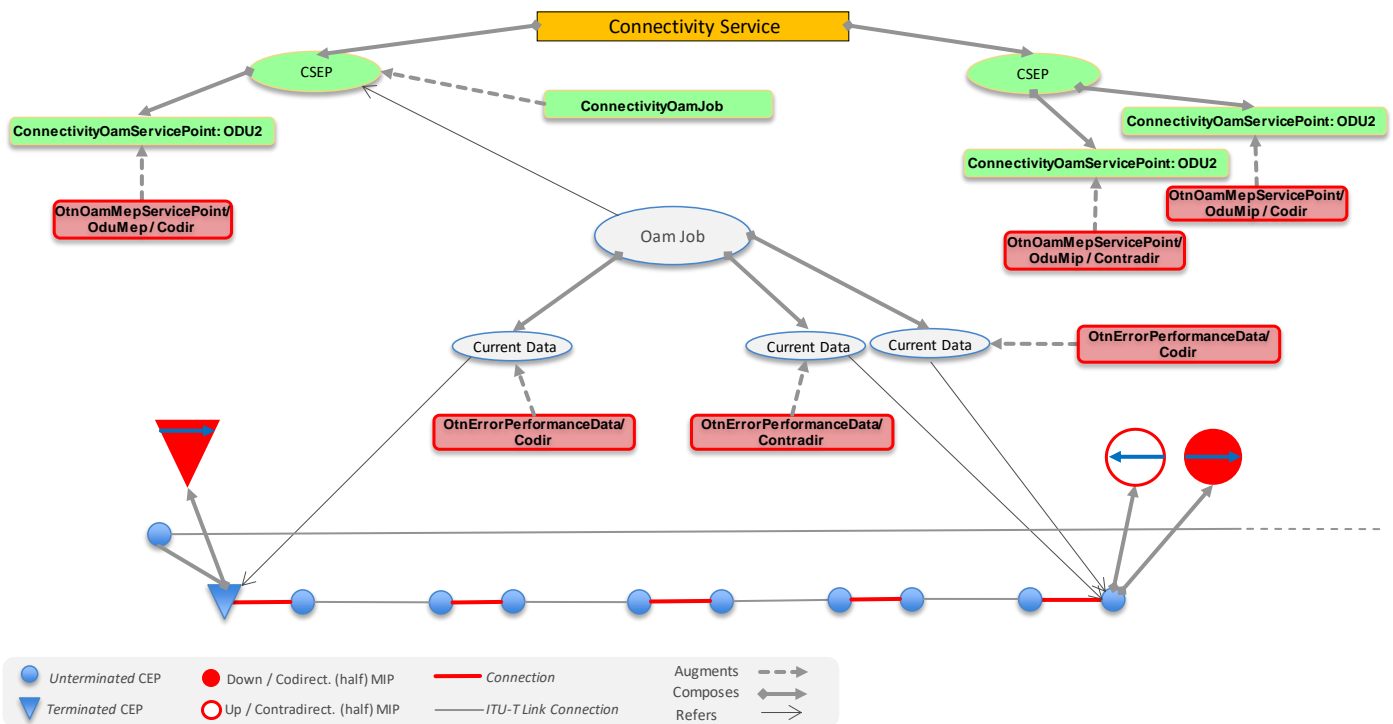 Connectivity Service
CSEP
CSEP
ConnectivityOamJob
ConnectivityOamServicePoint: ODU2
ConnectivityOamServicePoint: ODU2
ConnectivityOamServicePoint: ODU2
OtnOamMepServicePoint/
OduMep / Codir
OtnOamMepServicePoint/
OduMip / Codir
OtnOamMepServicePoint/
OduMip / Contradir
Oam Job
Current Data
Current Data
Current Data
OtnErrorPerformanceData/
Codir
OtnErrorPerformanceData/
Codir
OtnErrorPerformanceData/
Contradir
Unterminated CEP
Down / Codirect. (half) MIP
Connection
Augments
Composes
Terminated CEP
Up / Contradirect. (half) MIP
ITU-T Link Connection
Refers